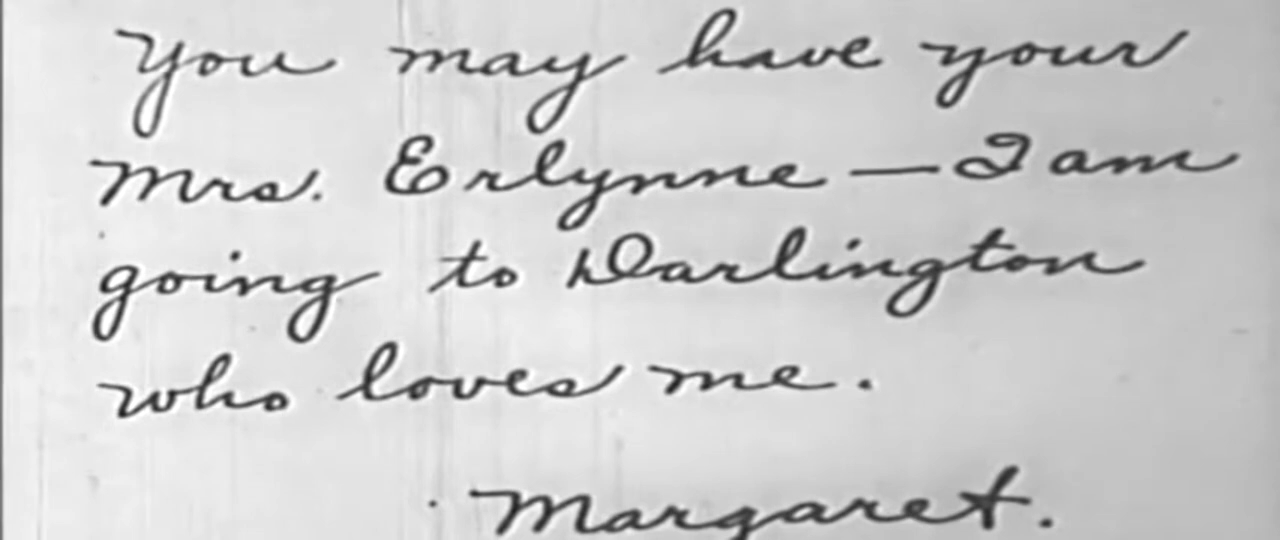 You may have your
Mrs. Erlynne — I am
going to Darlington
who loves me.
Margaret.